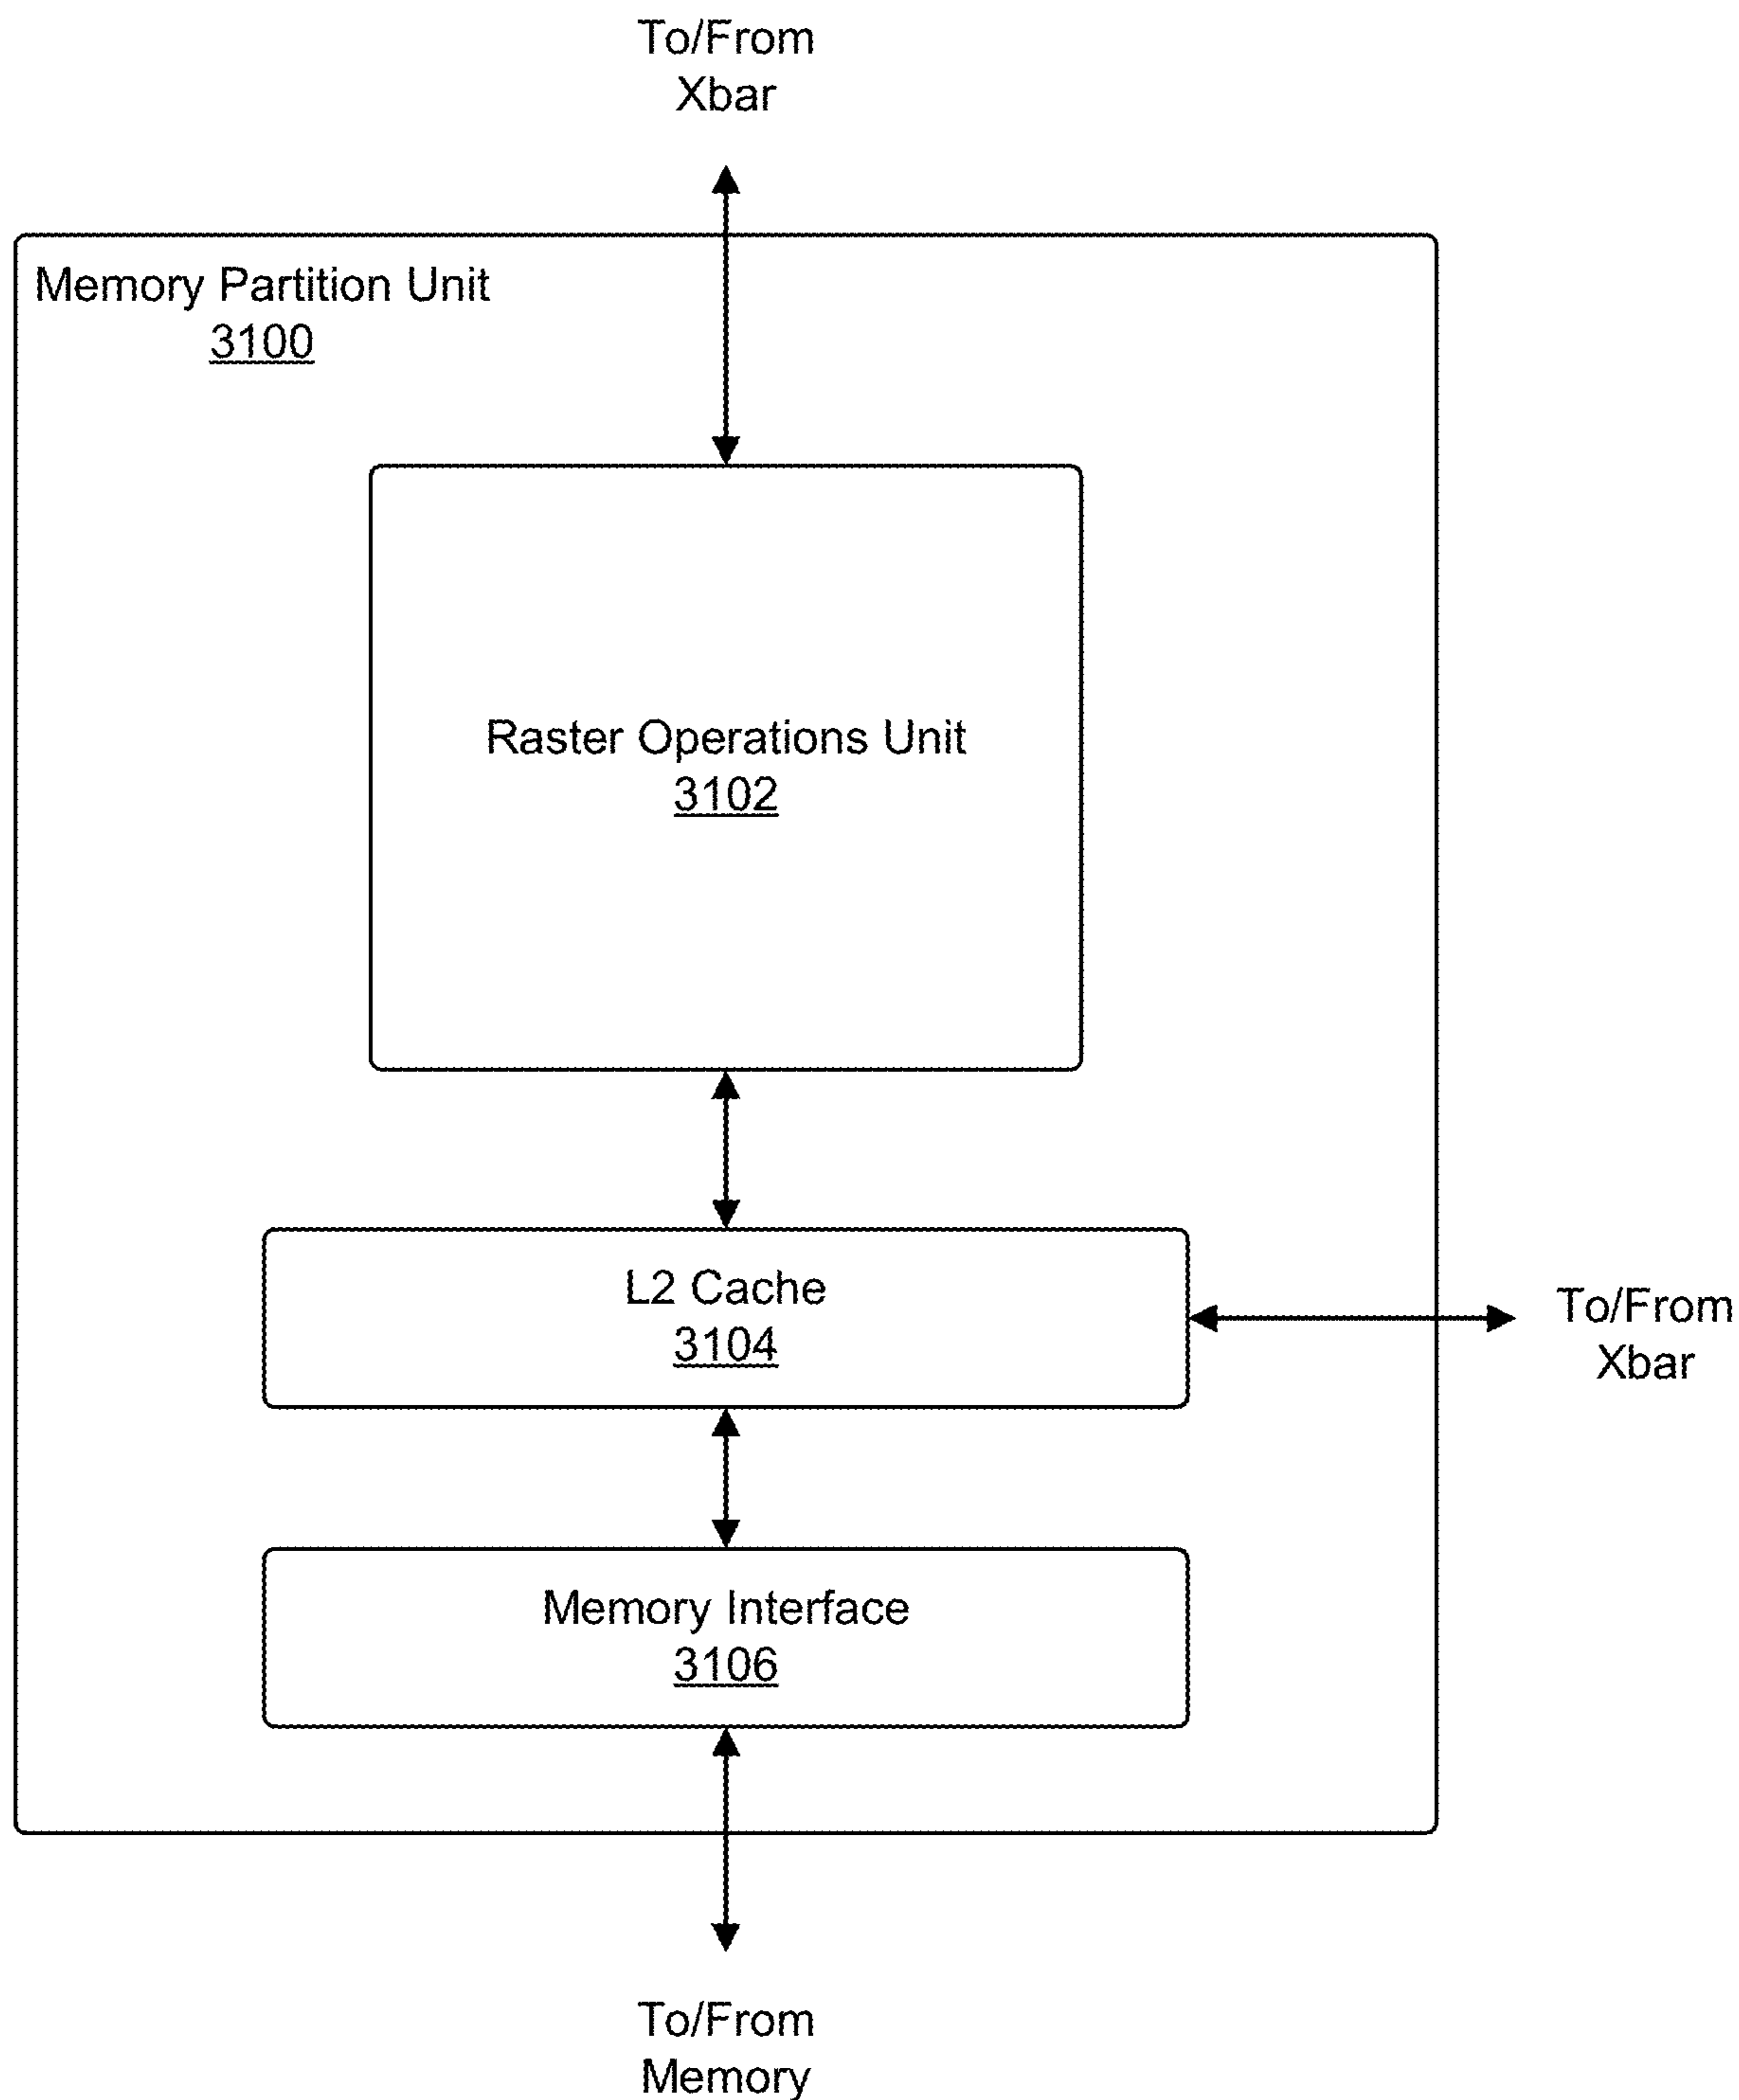 To/From
Xbar
Memory Partition Unit
3100
Raster Operations Unit
3102
L2 Cache
3104
To/From
Xbar
Memory Interface
3106
To/From
Memory